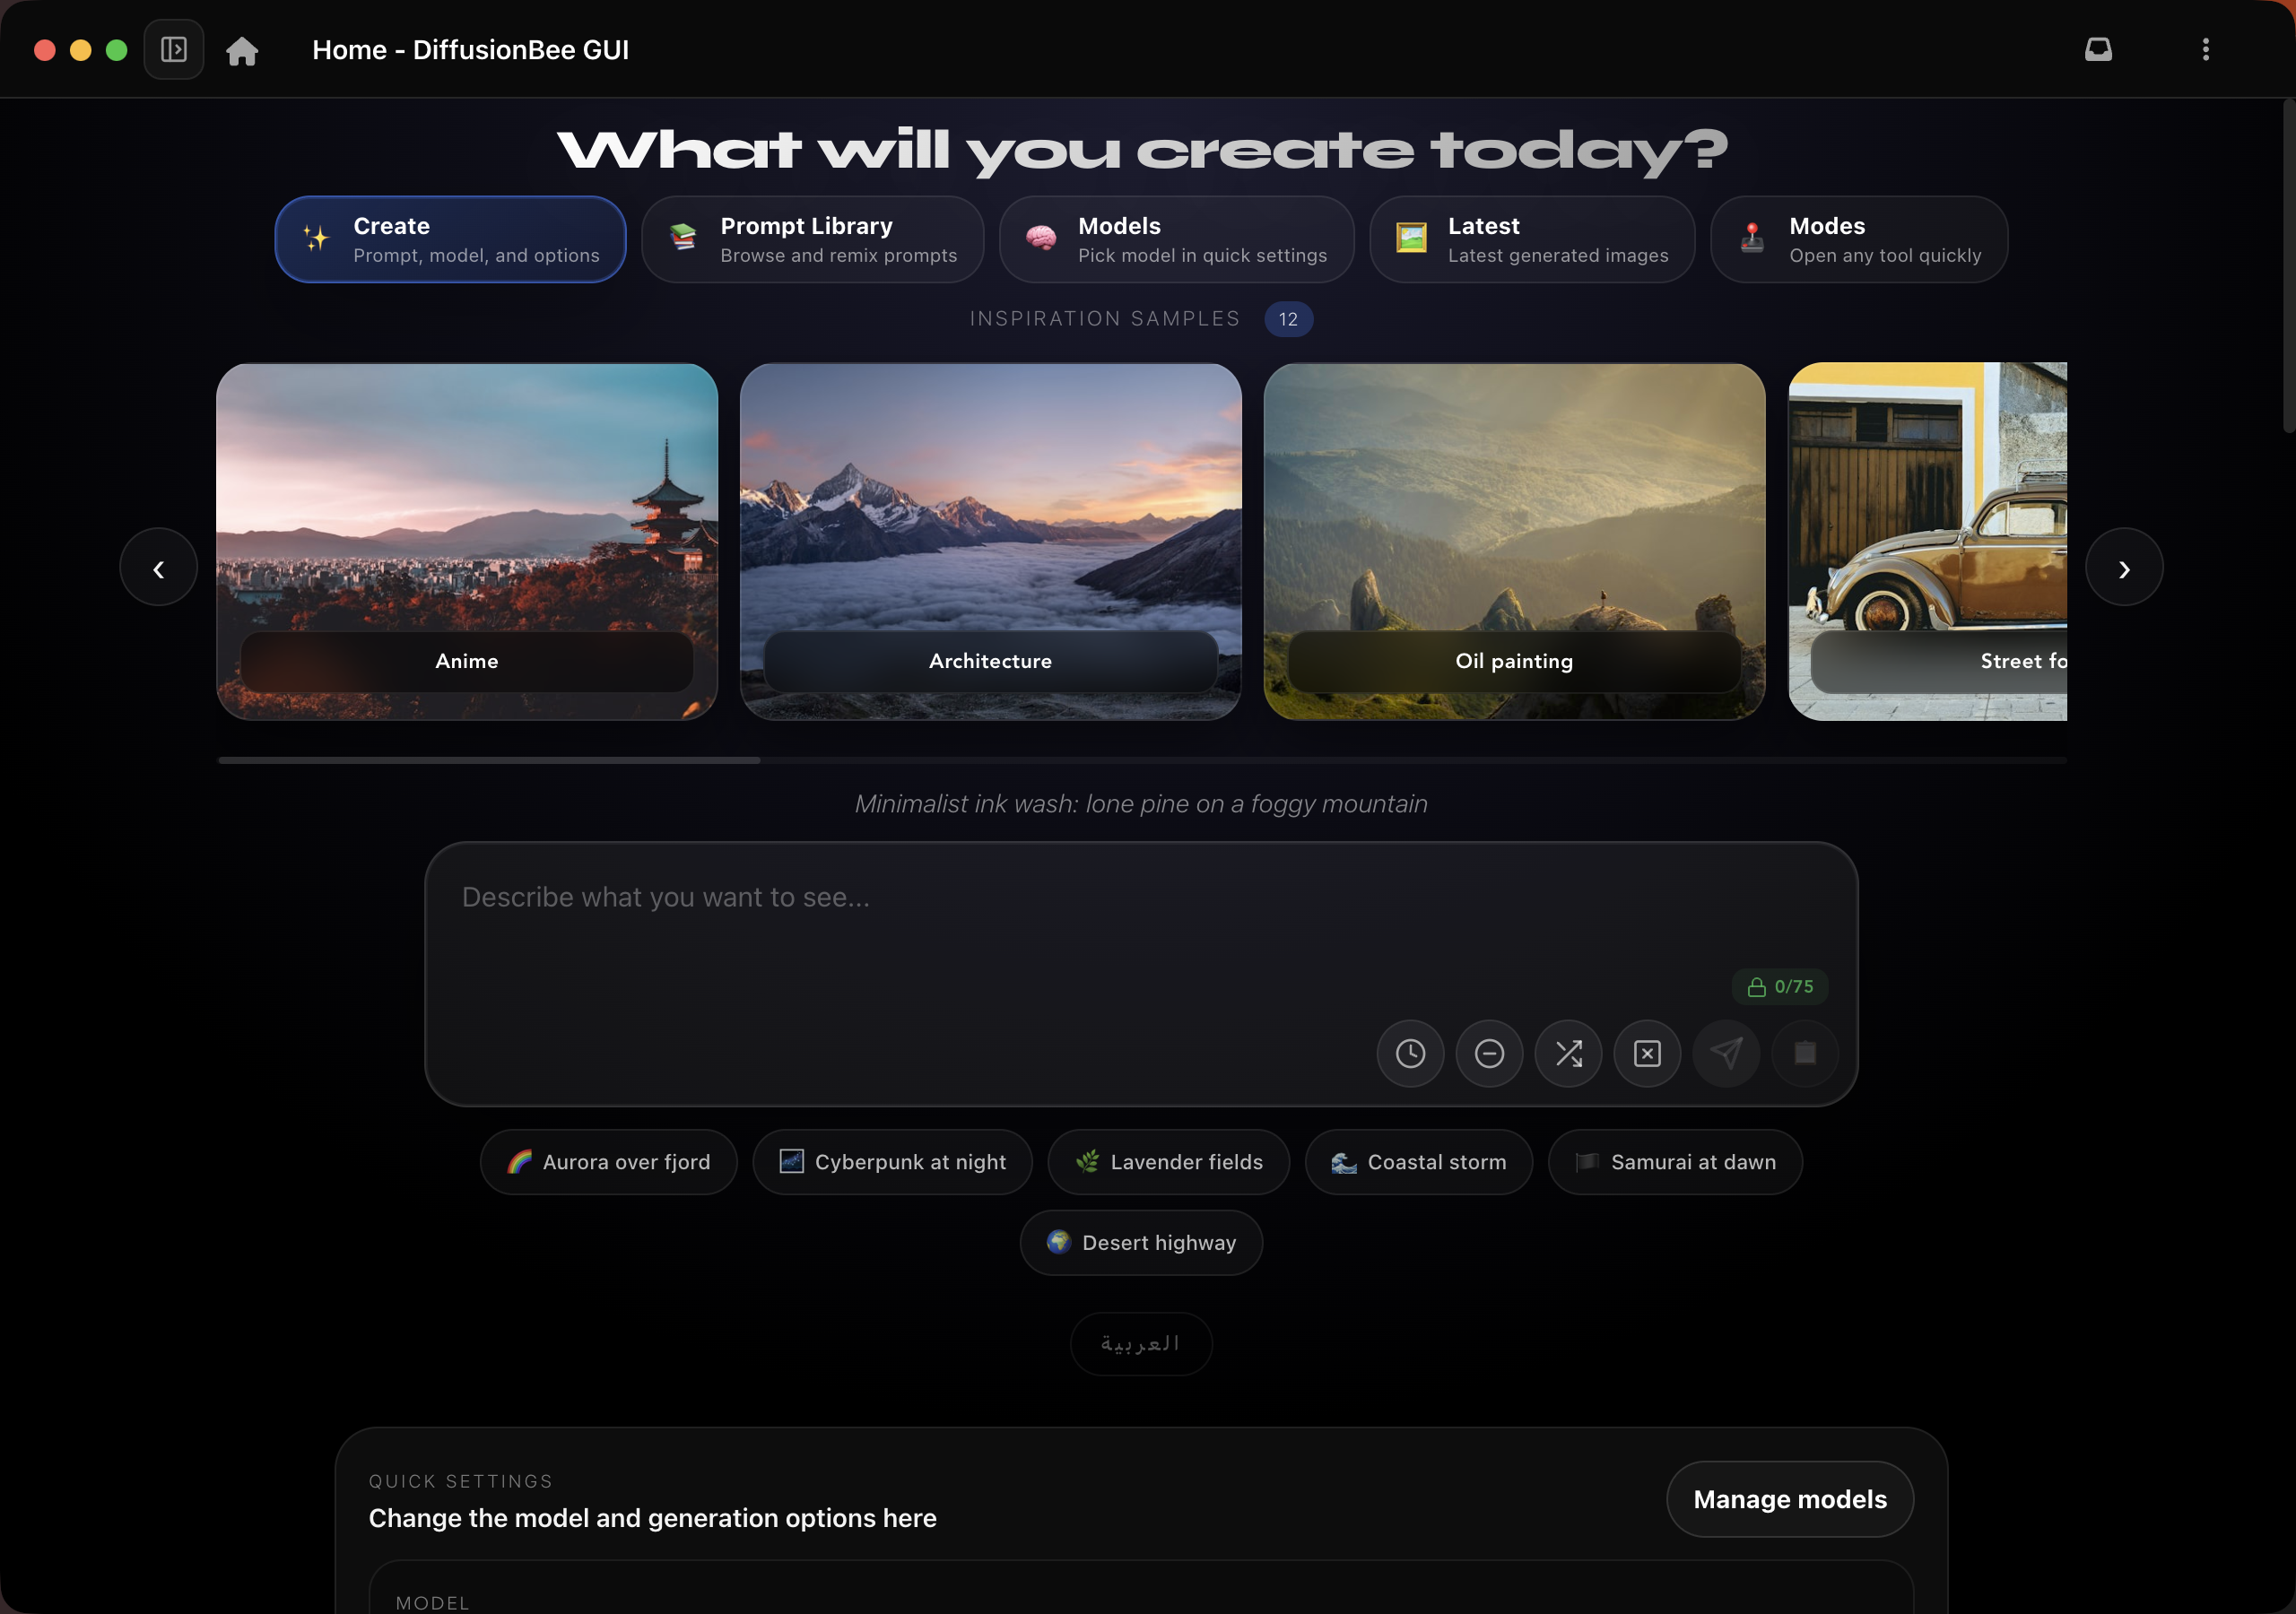 Home - DiffusionBee GUI
What will you create today?
Create
Prompt, model, and options
Prompt Library
Browse and remix prompts
Models
Pick model in quick settings
Latest
Latest generated images
Modes
Open any tool quickly
INSPIRATION SAMPLES 12
Anime
Architecture
Oil painting
Street fo
Minimalist ink wash: lone pine on a foggy mountain
Describe what you want to see...
0/75
Aurora over fjord
Cyberpunk at night
Lavender fields
Coastal storm
Samurai at dawn
Desert highway
العربية
QUICK SETTINGS
Change the model and generation options here
Manage models
MODEL